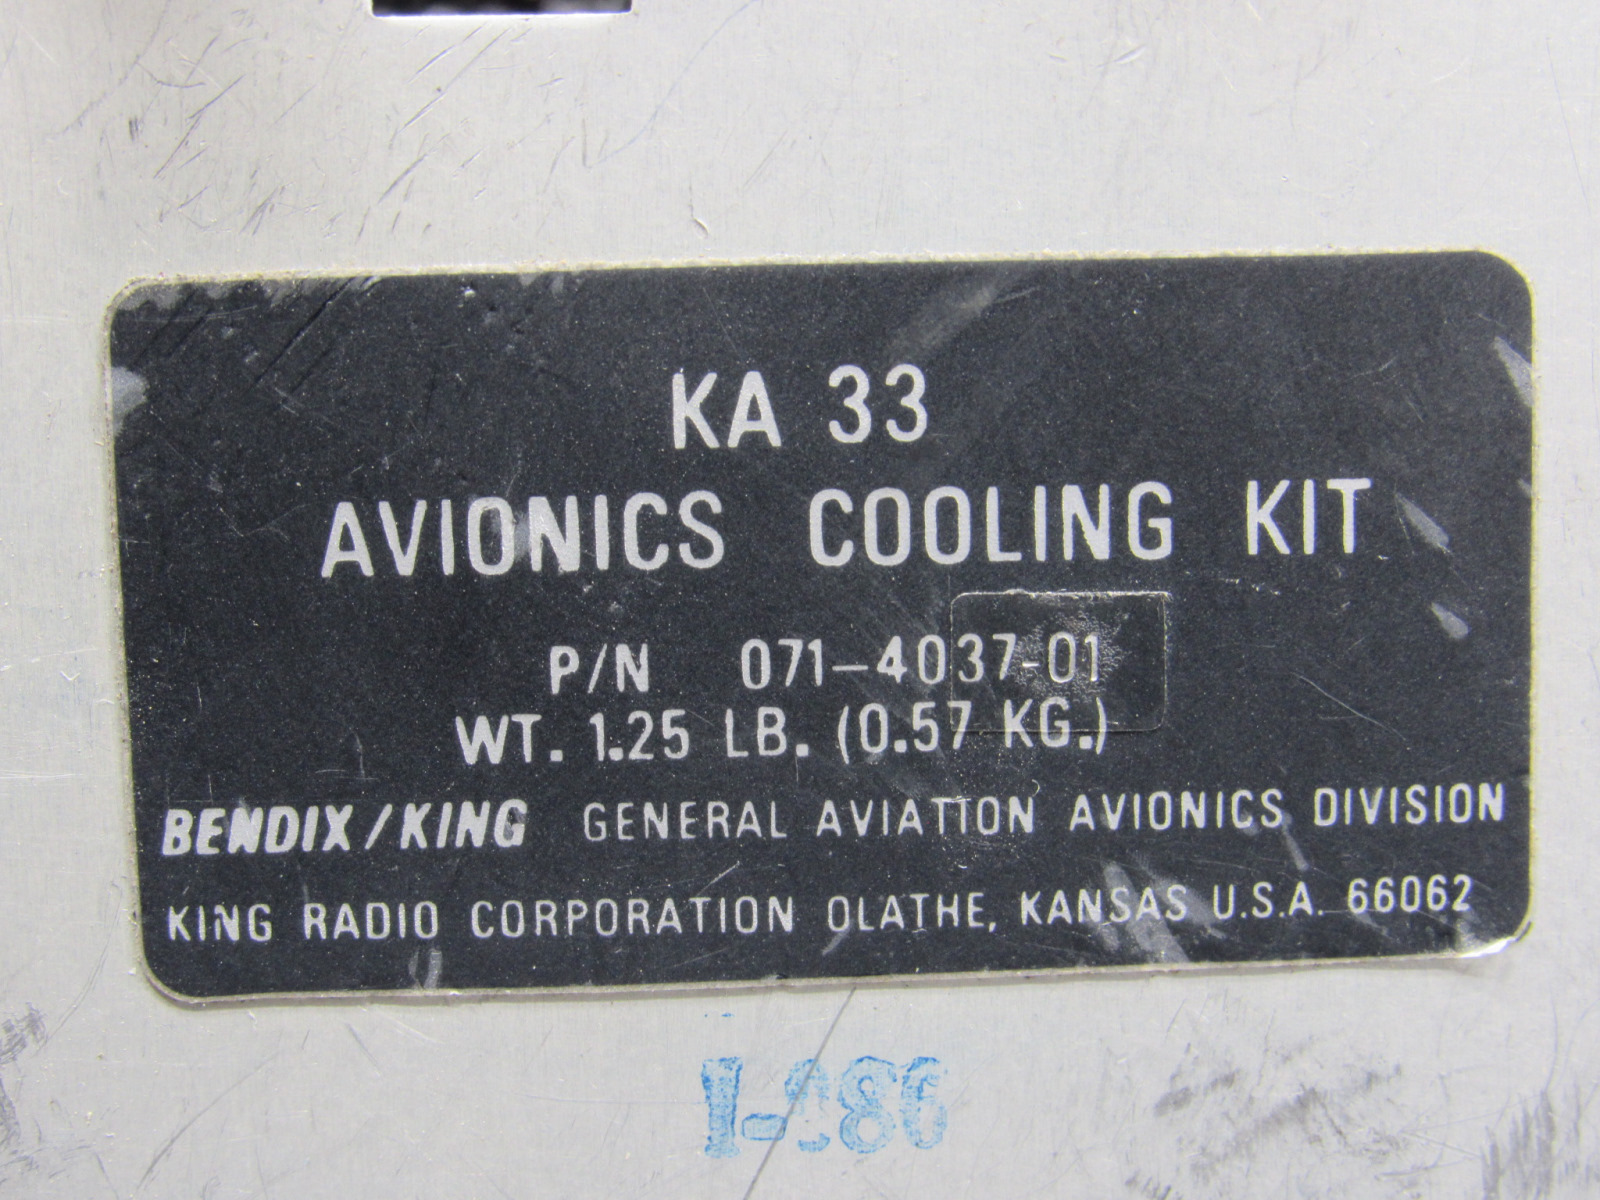 KA 33
AVIONICS COOLING KIT
P/N 071-4037-01
WT. 1.25 LB. (0.57 KG.)
BENDIX/KING GENERAL AVIATION AVIONICS DIVISION
KING RADIO CORPORATION OLATHE, KANSAS U.S.A. 66062